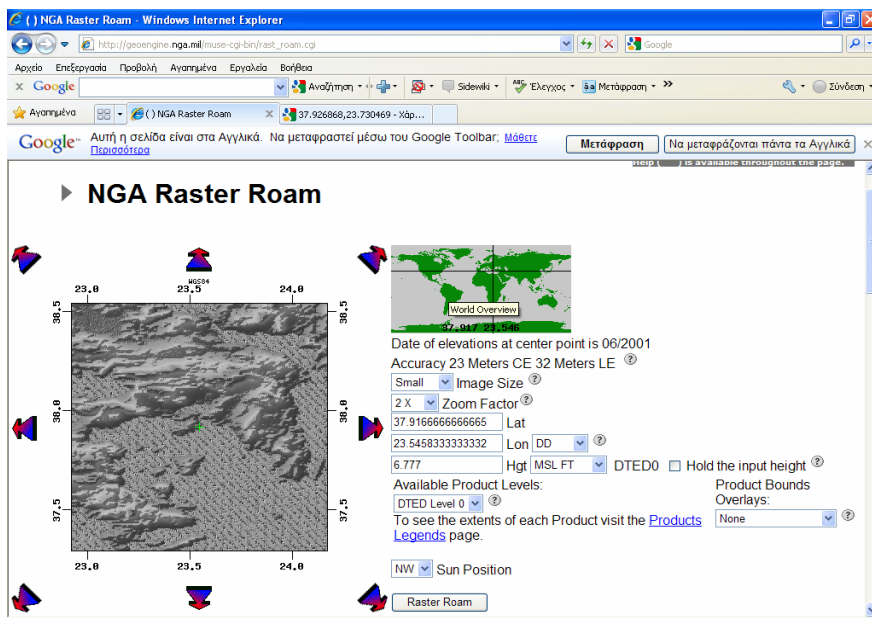 ( ) NGA Raster Roam - Windows Internet Explorer
http://geoengine.nga.mil/muse-cgi-bin/rast_roam.cgi
Google
Αρχείο Επεξεργασία Προβολή Αγαπημένα Εργαλεία Βοήθεια
x Google Αναζήτηση Sidewiki ABC Έλεγχος Μετάφραση Σύνδεση
Αγαπημένα ( ) NGA Raster Roam X 37.926868,23.730469 - Χάρ...
Google Αυτή η σελίδα είναι στα Αγγλικά. Να μεταφραστεί μέσω του Google Toolbar; Μάθετε Περισσότερα Μετάφραση Να μεταφράζονται πάντα τα Αγγλικά
Help ( ) is available throughout the page.
NGA Raster Roam
WGS84
23.0 23.5 24.0
38.5 38.5
38.0 38.0
37.5 37.5
23.0 23.5 24.0
World Overview
37.917 23.546
Date of elevations at center point is 06/2001
Accuracy 23 Meters CE 32 Meters LE ?
Small Image Size ?
2 X Zoom Factor ?
37.9166666666665 Lat
23.5458333333332 Lon DD ?
6.777 Hgt MSL FT DTED0 Hold the input height ?
Available Product Levels:
DTED Level 0 ?
Product Bounds
Overlays:
None ?
To see the extents of each Product visit the Products
Legends page.
NW Sun Position
Raster Roam